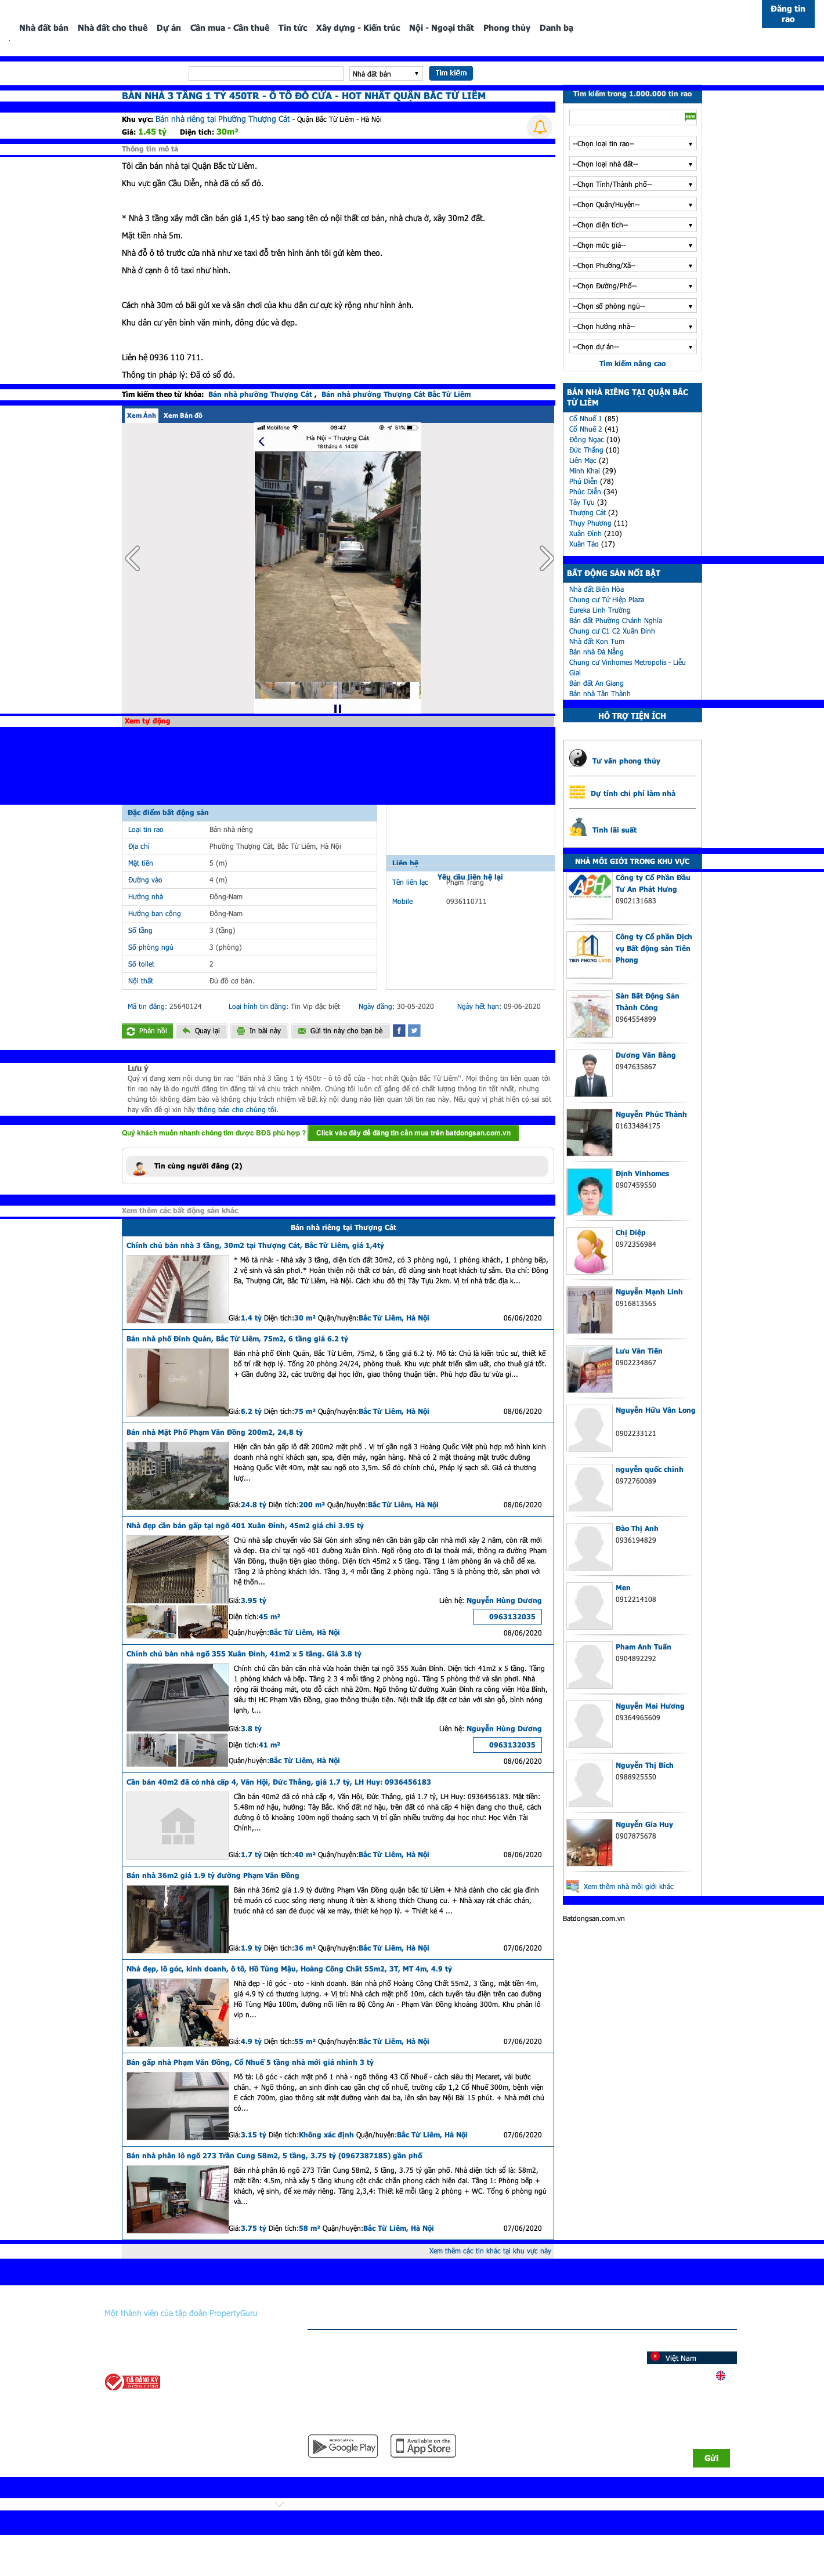 Đăng tin
rao
Nhà đất bán Nhà đất cho thuê Dự án Cần mua - Cần thuê Tin tức Xây dựng - Kiến trúc Nội - Ngoại thất Phong thủy Danh bạ
Nhà đất bán Tìm kiếm
BÁN NHÀ 3 TẦNG 1 TỶ 450TR - Ô TÔ ĐỖ CỬA - HOT NHẤT QUẬN BẮC TỪ LIÊM
Khu vực: Bán nhà riêng tại Phường Thượng Cát - Quận Bắc Từ Liêm - Hà Nội
Giá: 1.45 tỷ Diện tích: 30m²
Thông tin mô tả
Tôi cần bán nhà tại Quận Bắc từ Liêm.
Khu vực gần Cầu Diễn, nhà đã có sổ đỏ.
* Nhà 3 tầng xây mới cần bán giá 1,45 tỷ bao sang tên có nội thất cơ bản, nhà chưa ở, xây 30m2 đất.
Mặt tiền nhà 5m.
Nhà đỗ ô tô trước cửa nhà như xe taxi đỗ trên hình ảnh tôi gửi kèm theo.
Nhà ở cạnh ô tô taxi như hình.
Cách nhà 30m có bãi gửi xe và sân chơi của khu dân cư cực kỳ rộng như hình ảnh.
Khu dân cư yên bình văn minh, đông đúc và đẹp.
Liên hệ 0936 110 711.
Thông tin pháp lý: Đã có sổ đỏ.
Tìm kiếm theo từ khóa: Bán nhà phường Thượng Cát , Bán nhà phường Thượng Cát Bắc Từ Liêm
Xem Ảnh Xem Bản đồ
Mobifone 09:47 51%
Hà Nội - Thượng Cát
18 tháng 4 14:09
Xem tự động
Đặc điểm bất động sản
Loại tin rao Bán nhà riêng
Địa chỉ Phường Thượng Cát, Bắc Từ Liêm, Hà Nội
Mặt tiền 5 (m)
Đường vào 4 (m)
Hướng nhà Đông-Nam
Hướng ban công Đông-Nam
Số tầng 3 (tầng)
Số phòng ngủ 3 (phòng)
Số toilet 2
Nội thất Đủ đồ cơ bản.
Liên hệ
Yêu cầu liên hệ lại
Tên liên lạc Phạm Trang
Mobile 0936110711
Mã tin đăng: 25640124 Loại hình tin đăng: Tin Vip đặc biệt Ngày đăng: 30-05-2020 Ngày hết hạn: 09-06-2020
Phản hồi Quay lại In bài này Gửi tin này cho bạn bè
Lưu ý
Quý vị đang xem nội dung tin rao "Bán nhà 3 tầng 1 tỷ 450tr - ô tô đỗ cửa - hot nhất Quận Bắc Từ Liêm". Mọi thông tin liên quan tới
tin rao này là do người đăng tin đăng tải và chịu trách nhiệm. Chúng tôi luôn cố gắng để có chất lượng thông tin tốt nhất, nhưng
chúng tôi không đảm bảo và không chịu trách nhiệm về bất kỳ nội dung nào liên quan tới tin rao này. Nếu quý vị phát hiện có sai sót
hay vấn đề gì xin hãy thông báo cho chúng tôi.
Quý khách muốn nhanh chóng tìm được BĐS phù hợp ? Click vào đây để đăng tin cần mua trên batdongsan.com.vn
Tin cùng người đăng (2)
Xem thêm các bất động sản khác
Bán nhà riêng tại Thượng Cát
Chính chủ bán nhà 3 tầng, 30m2 tại Thượng Cát, Bắc Từ Liêm, giá 1,4tỷ
* Mô tả nhà: - Nhà xây 3 tầng, diện tích đất 30m2, có 3 phòng ngủ, 1 phòng khách, 1 phòng bếp,
2 vệ sinh và sân phơi.* Hoàn thiện nội thất cơ bản, đồ dùng sinh hoạt khách tự sắm. Địa chỉ: Đông
Ba, Thượng Cát, Bắc Từ Liêm, Hà Nội. Cách khu đô thị Tây Tựu 2km. Vị trí nhà trắc địa k...
Giá:1.4 tỷ Diện tích:30 m² Quận/huyện:Bắc Từ Liêm, Hà Nội 06/06/2020
Bán nhà phố Đình Quán, Bắc Từ Liêm, 75m2, 6 tầng giá 6.2 tỷ
Bán nhà phố Đình Quán, Bắc Từ Liêm, 75m2, 6 tầng giá 6.2 tỷ. Mô tả: Chủ là kiến trúc sư, thiết kế
bố trí rất hợp lý. Tổng 20 phòng 24/24, phòng thuê. Khu vực phát triển sầm uất, cho thuê giá tốt.
+ Gần đường 32, các trường đại học lớn, giao thông thuận tiện. Phù hợp đầu tư vừa gi...
Giá:6.2 tỷ Diện tích:75 m² Quận/huyện:Bắc Từ Liêm, Hà Nội 08/06/2020
Bán nhà Mặt Phố Phạm Văn Đồng 200m2, 24,8 tỷ
Hiện cần bán gấp lô đất 200m2 mặt phố . Vị trí gần ngã 3 Hoàng Quốc Việt phù hợp mô hình kinh
doanh nhà nghỉ khách sạn, spa, điện máy, ngân hàng. Nhà có 2 mặt thoáng mặt trước đường
Hoàng Quốc Việt 40m, mặt sau ngõ oto 3,5m. Sổ đỏ chính chủ, Pháp lý sạch sẽ. Giá cả thương
lượ...
Giá:24.8 tỷ Diện tích:200 m² Quận/huyện:Bắc Từ Liêm, Hà Nội 08/06/2020
Nhà đẹp cần bán gấp tại ngõ 401 Xuân Đỉnh, 45m2 giá chỉ 3.95 tỷ
Chủ nhà sắp chuyển vào Sài Gòn sinh sống nên cần bán gấp căn nhà mới xây 2 năm, còn rất mới
và đẹp. Địa chỉ tại ngõ 401 đường Xuân Đỉnh. Ngõ rộng oto đi lại thoải mái, thông ra đường Phạm
Văn Đồng, thuận tiện giao thông. Diện tích 45m2 x 5 tầng. Tầng 1 làm phòng ăn và chỗ để xe.
Tầng 2 là phòng khách lớn. Tầng 3, 4 mỗi tầng 2 phòng ngủ. Tầng 5 là phòng thờ, sân phơi với
hệ thốn...
Giá:3.95 tỷ Liên hệ: Nguyễn Hùng Dương
Diện tích:45 m² 0963132035
Quận/huyện:Bắc Từ Liêm, Hà Nội 08/06/2020
Chính chủ bán nhà ngõ 355 Xuân Đỉnh, 41m2 x 5 tầng. Giá 3.8 tỷ
Chính chủ cần bán căn nhà vừa hoàn thiện tại ngõ 355 Xuân Đỉnh. Diện tích 41m2 x 5 tầng. Tầng
1 phòng khách và bếp. Tầng 2 3 4 mỗi tầng 2 phòng ngủ. Tầng 5 phòng thờ và sân phơi. Nhà
rộng rãi thoáng mát, oto đỗ cách nhà 20m. Ngõ thông từ đường Xuân Đỉnh ra công viên Hòa Bình,
siêu thị HC Phạm Văn Đồng, giao thông thuận tiện. Nội thất lắp đặt cơ bản với sàn gỗ, bình nóng
lạnh, t...
Giá:3.8 tỷ Liên hệ: Nguyễn Hùng Dương
Diện tích:41 m² 0963132035
Quận/huyện:Bắc Từ Liêm, Hà Nội 08/06/2020
Cần bán 40m2 đã có nhà cấp 4, Văn Hội, Đức Thắng, giá 1.7 tỷ, LH Huy: 0936456183
Cần bán 40m2 đã có nhà cấp 4, Văn Hội, Đức Thắng, giá 1.7 tỷ, LH Huy: 0936456183. Mặt tiền:
5.48m nở hậu, hướng: Tây Bắc. Khổ đất nở hậu, trên đất có nhà cấp 4 hiện đang cho thuê, cách
đường ô tô khoảng 100m ngõ thoáng sạch Vị trí gần nhiều trường đại học như: Học Viện Tài
Chính,...
Giá:1.7 tỷ Diện tích:40 m² Quận/huyện:Bắc Từ Liêm, Hà Nội 08/06/2020
Bán nhà 36m2 giá 1.9 tỷ đường Phạm Văn Đồng
Bán nhà 36m2 giá 1.9 tỷ đường Phạm Văn Đồng quận bắc từ Liêm + Nhà dành cho các gia đình
trẻ muốn có cuọc sóng rieng nhung ít tiền & khong thích Chung cu. + Nhà xay rất chắc chán,
truóc nhà có san đẻ đuọc vài xe máy, thiết ké họp lý. + Thiết ké 4 ...
Giá:1.9 tỷ Diện tích:36 m² Quận/huyện:Bắc Từ Liêm, Hà Nội 07/06/2020
Nhà đẹp, lô góc, kinh doanh, ô tô, Hồ Tùng Mậu, Hoàng Công Chất 55m2, 3T, MT 4m, 4.9 tỷ
Nhà đẹp - lô góc - oto - kinh doanh. Bán nhà phố Hoàng Công Chất 55m2, 3 tầng, mặt tiền 4m,
giá 4.9 tỷ có thương lượng. + Vị trí: Nhà cách mặt phố 10m, cách tuyến tàu điện trên cao đường
Hồ Tùng Mậu 100m, đường nối liền ra Bộ Công An - Phạm Văn Đồng khoảng 300m. Khu phân lô
vip n...
Giá:4.9 tỷ Diện tích:55 m² Quận/huyện:Bắc Từ Liêm, Hà Nội 07/06/2020
Bán gấp nhà Phạm Văn Đồng, Cổ Nhuế 5 tầng nhà mới giá nhỉnh 3 tỷ
Mô tả: Lô góc - cách mặt phố 1 nhà - ngõ thông 43 Cổ Nhuế - cách siêu thị Mecaret, vài bước
chân. + Ngõ thông, an sinh đỉnh cao gần chợ cổ nhuế, trường cấp 1,2 Cổ Nhuế 300m, bệnh viện
E cách 700m, giao thông sát mặt đường vành đai ba, lên sân bay Nội Bài 15 phút. + Nhà mới chủ
có...
Giá:3.15 tỷ Diện tích:Không xác định Quận/huyện:Bắc Từ Liêm, Hà Nội 07/06/2020
Bán nhà phân lô ngõ 273 Trần Cung 58m2, 5 tầng, 3.75 tỷ (0967387185) gần phố
Bán nhà phân lô ngõ 273 Trần Cung 58m2, 5 tầng, 3.75 tỷ gần phố. Nhà diện tích sổ là: 58m2,
mặt tiền: 4.5m, nhà xây 5 tầng khung cột chắc chắn phong cách hiện đại. Tầng 1: Phòng bếp +
khách, vệ sinh, để xe máy riêng. Tầng 2,3,4: Thiết kế mỗi tầng 2 phòng + WC. Tổng 6 phòng ngủ
và...
Giá:3.75 tỷ Diện tích:58 m² Quận/huyện:Bắc Từ Liêm, Hà Nội 07/06/2020
Xem thêm các tin khác tại khu vực này
Tìm kiếm trong 1.000.000 tin rao
NEW
--Chọn loại tin rao--
--Chọn loại nhà đất--
--Chọn Tỉnh/Thành phố--
--Chọn Quận/Huyện--
--Chọn diện tích--
--Chọn mức giá--
--Chọn Phường/Xã--
--Chọn Đường/Phố--
--Chọn số phòng ngủ--
--Chọn hướng nhà--
--Chọn dự án--
Tìm kiếm nâng cao
BÁN NHÀ RIÊNG TẠI QUẬN BẮC
TỪ LIÊM
Cổ Nhuế 1 (85)
Cổ Nhuế 2 (41)
Đông Ngạc (10)
Đức Thắng (10)
Liên Mạc (2)
Minh Khai (29)
Phú Diễn (78)
Phúc Diễn (34)
Tây Tựu (3)
Thượng Cát (2)
Thụy Phương (11)
Xuân Đỉnh (210)
Xuân Tảo (17)
BẤT ĐỘNG SẢN NỔI BẬT
Nhà đất Biên Hòa
Chung cư Tứ Hiệp Plaza
Eureka Linh Trường
Bán đất Phường Chánh Nghĩa
Chung cư C1 C2 Xuân Đỉnh
Nhà đất Kon Tum
Bán nhà Đà Nẵng
Chung cư Vinhomes Metropolis - Liễu
Giai
Bán đất An Giang
Bán nhà Tân Thành
HỖ TRỢ TIỆN ÍCH
Tư vấn phong thủy
Dự tính chi phí làm nhà
Tính lãi suất
NHÀ MÔI GIỚI TRONG KHU VỰC
APH
Công ty Cổ Phần Đầu
Tư An Phát Hưng
0902131683
TIEN PHONG LAND
Công ty Cổ phần Dịch
vụ Bất động sản Tiên
Phong
Sàn Bất Động Sản
Thành Công
0964554899
Dương Văn Bằng
0947635867
Nguyễn Phúc Thành
01633484175
Định Vinhomes
0907459550
Chị Diệp
0972356984
Nguyễn Mạnh Linh
0916813565
Lưu Văn Tiến
0902234867
Nguyễn Hữu Vân Long
0902233121
nguyễn quốc chính
0972760089
Đào Thị Anh
0936194829
Men
0912214108
Pham Anh Tuấn
0904892292
Nguyễn Mai Hương
09364965609
Nguyễn Thị Bích
0988925550
Nguyễn Gia Huy
0907875678
Xem thêm nhà môi giới khác
Batdongsan.com.vn
Một thành viên của tập đoàn PropertyGuru
Việt Nam
ĐÃ ĐĂNG KÝ
Google Play
Available on the
App Store
Gửi